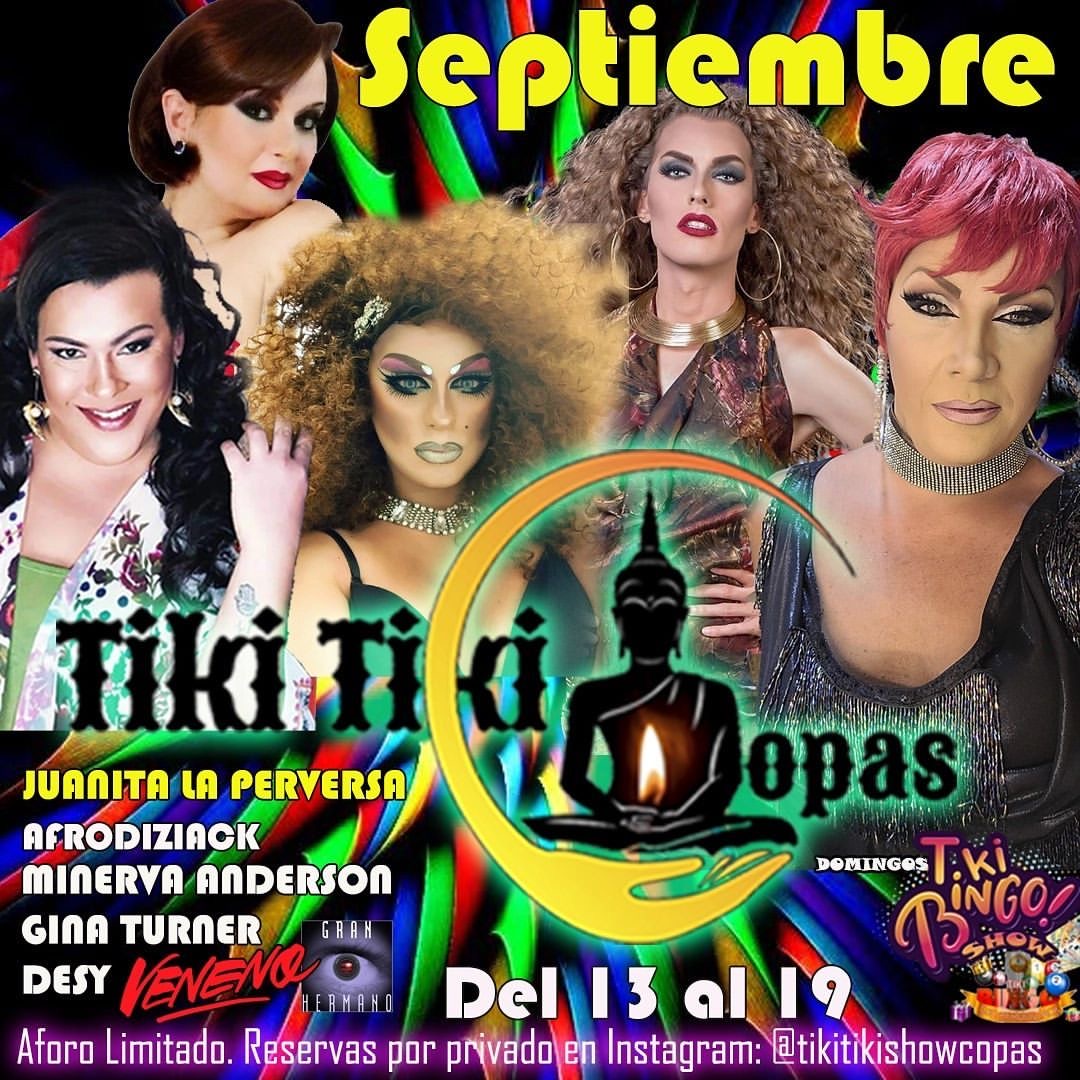 Septiembre
Tiki Tiki Copas
JUANITA LA PERVERSA
AFRODIZIACK
MINERVA ANDERSON
GINA TURNER
DESY VENENO
GRAN
HERMANO
DOMINGOS
TiKi
BINGO!
SHOW
Del 13 al 19
Aforo Limitado. Reservas por privado en Instagram: @tikitikishowcopas